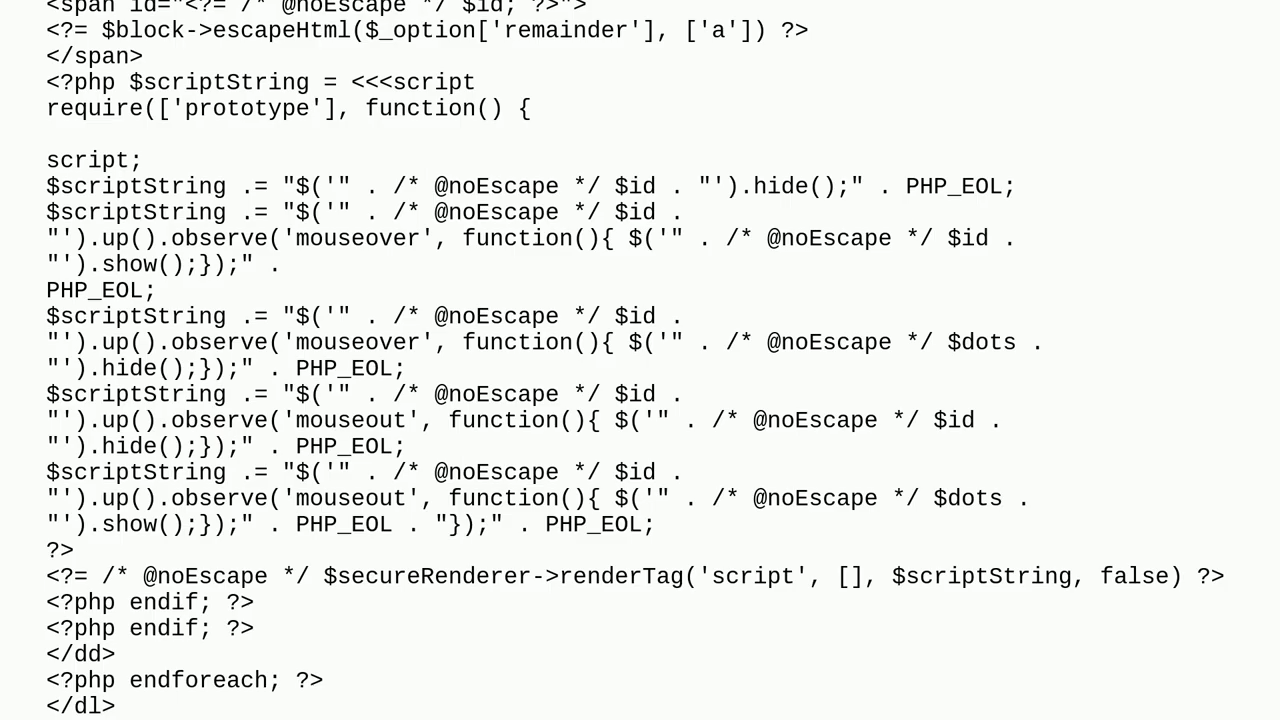 <span id="<?= /* @noEscape */ $id; ?>">
<?= $block->escapeHtml($_option['remainder'], ['a']) ?>
</span>
<?php $scriptString = <<<script
require(['prototype'], function() {

script;
$scriptString .= "$('" . /* @noEscape */ $id . "').hide();" . PHP_EOL;
$scriptString .= "$('" . /* @noEscape */ $id .
"').up().observe('mouseover', function(){ $('" . /* @noEscape */ $id .
"').show();});" .
PHP_EOL;
$scriptString .= "$('" . /* @noEscape */ $id .
"').up().observe('mouseover', function(){ $('" . /* @noEscape */ $dots .
"').hide();});" . PHP_EOL;
$scriptString .= "$('" . /* @noEscape */ $id .
"').up().observe('mouseout', function(){ $('" . /* @noEscape */ $id .
"').hide();});" . PHP_EOL;
$scriptString .= "$('" . /* @noEscape */ $id .
"').up().observe('mouseout', function(){ $('" . /* @noEscape */ $dots .
"').show();});" . PHP_EOL . "});" . PHP_EOL;
?>
<?= /* @noEscape */ $secureRenderer->renderTag('script', [], $scriptString, false) ?>
<?php endif; ?>
<?php endif; ?>
</dd>
<?php endforeach; ?>
</dl>